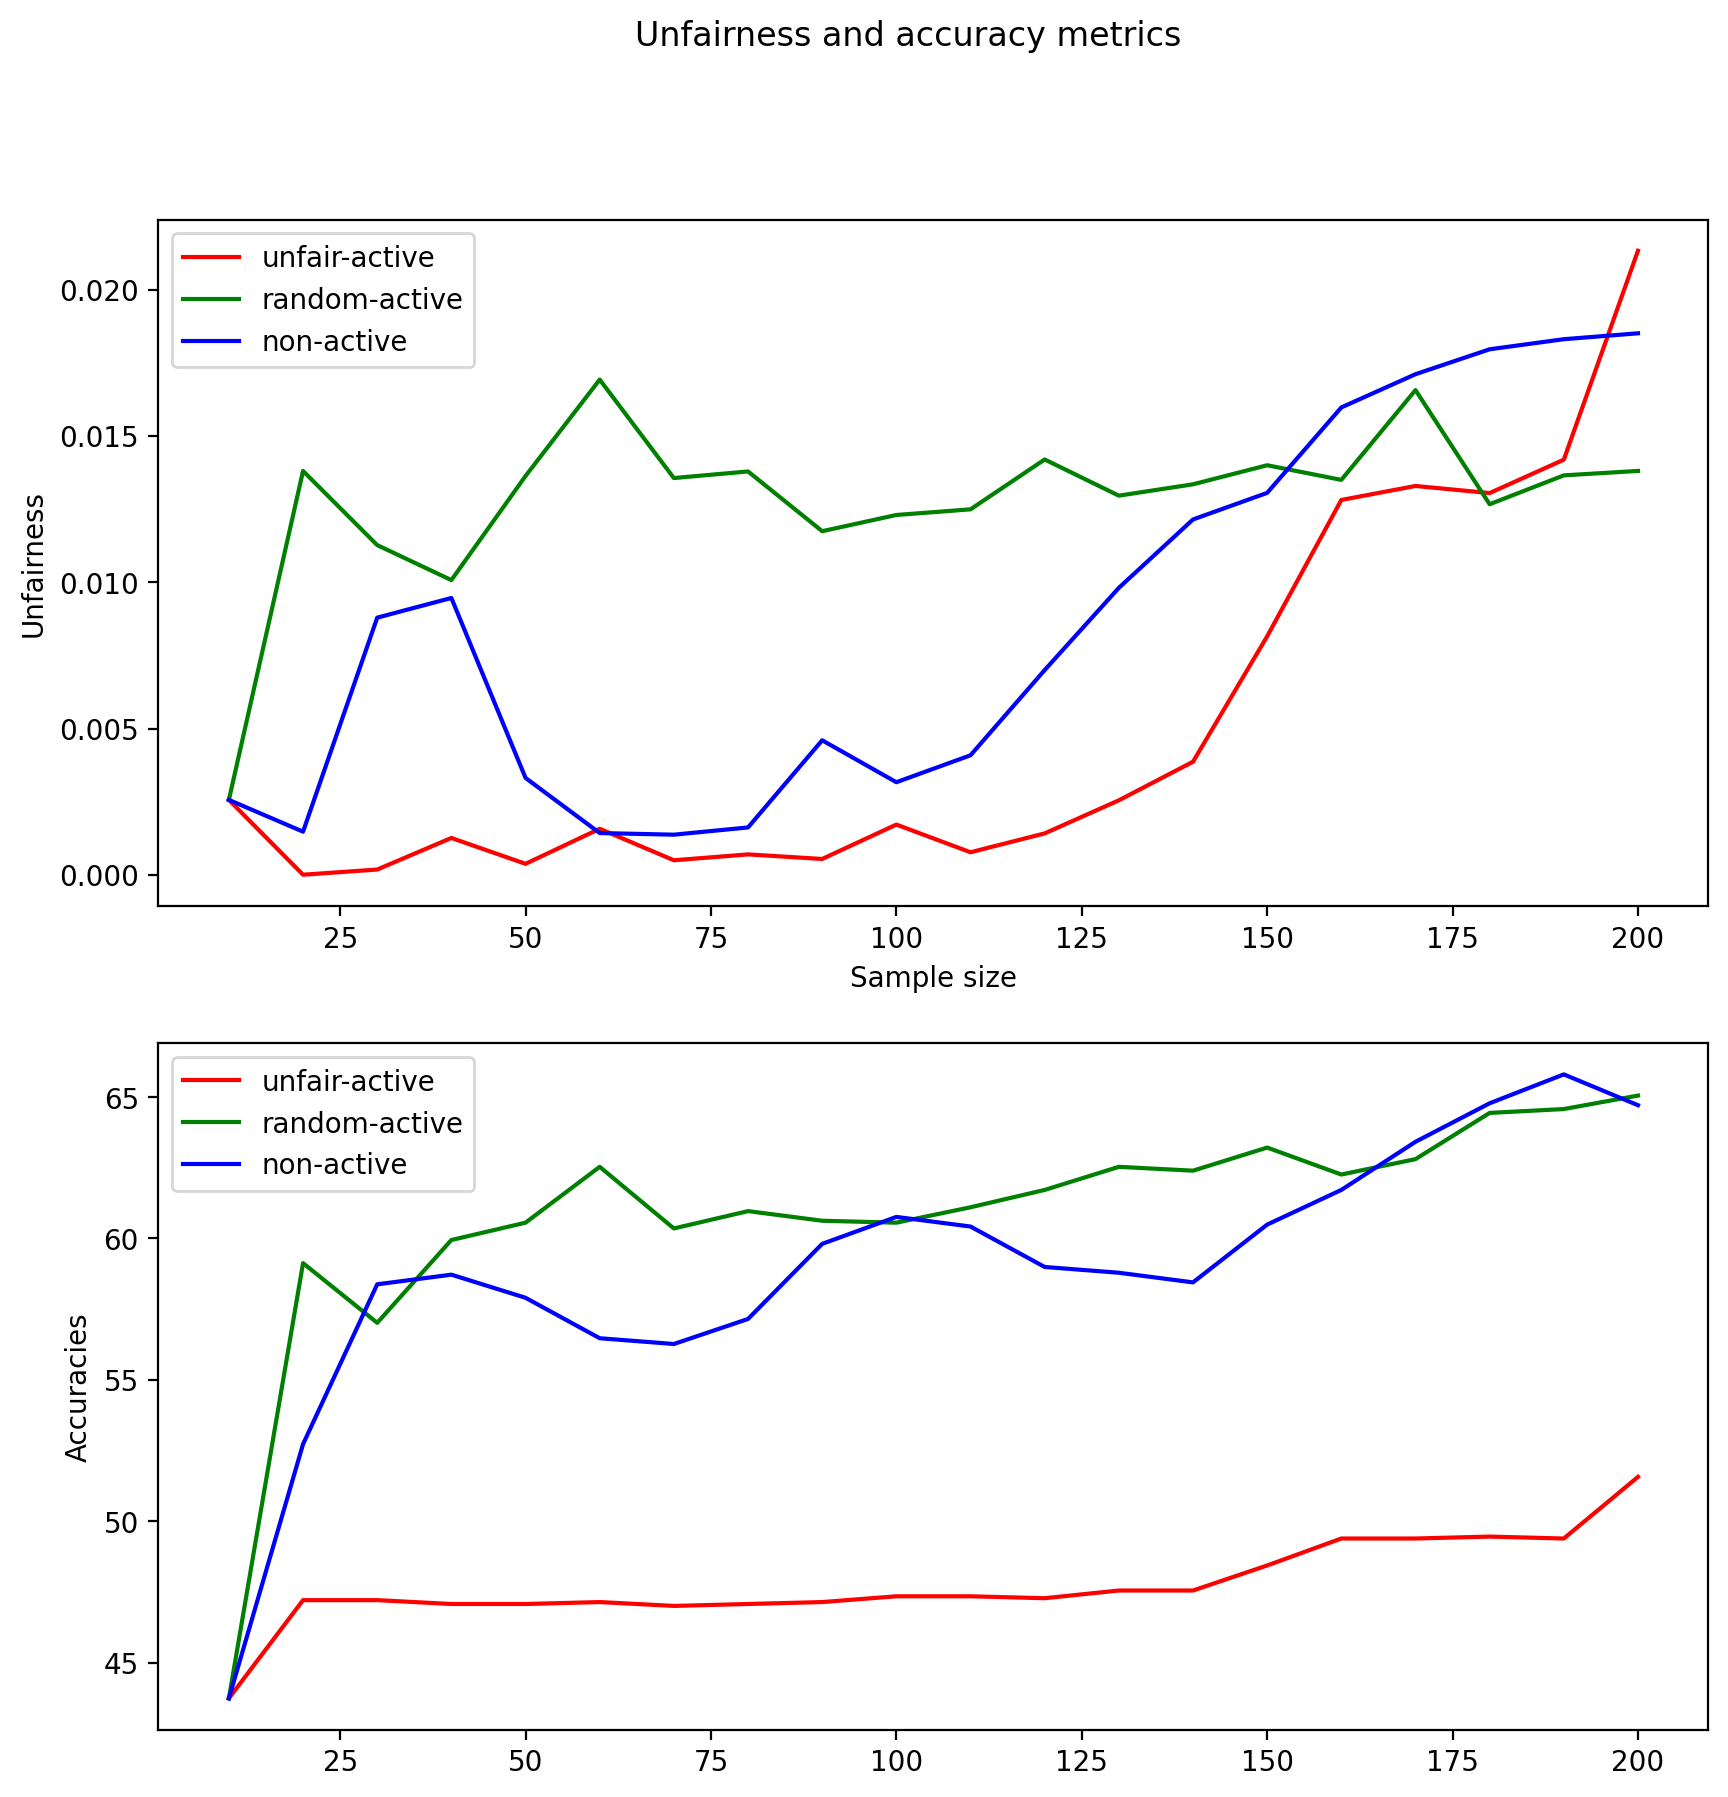 Unfairness and accuracy metrics
unfair-active
random-active
non-active
0.020
0.015
0.010
0.005
0.000
Unfairness
25 50 75 100 125 150 175 200
Sample size
unfair-active
random-active
non-active
65
60
55
50
45
Accuracies
25 50 75 100 125 150 175 200